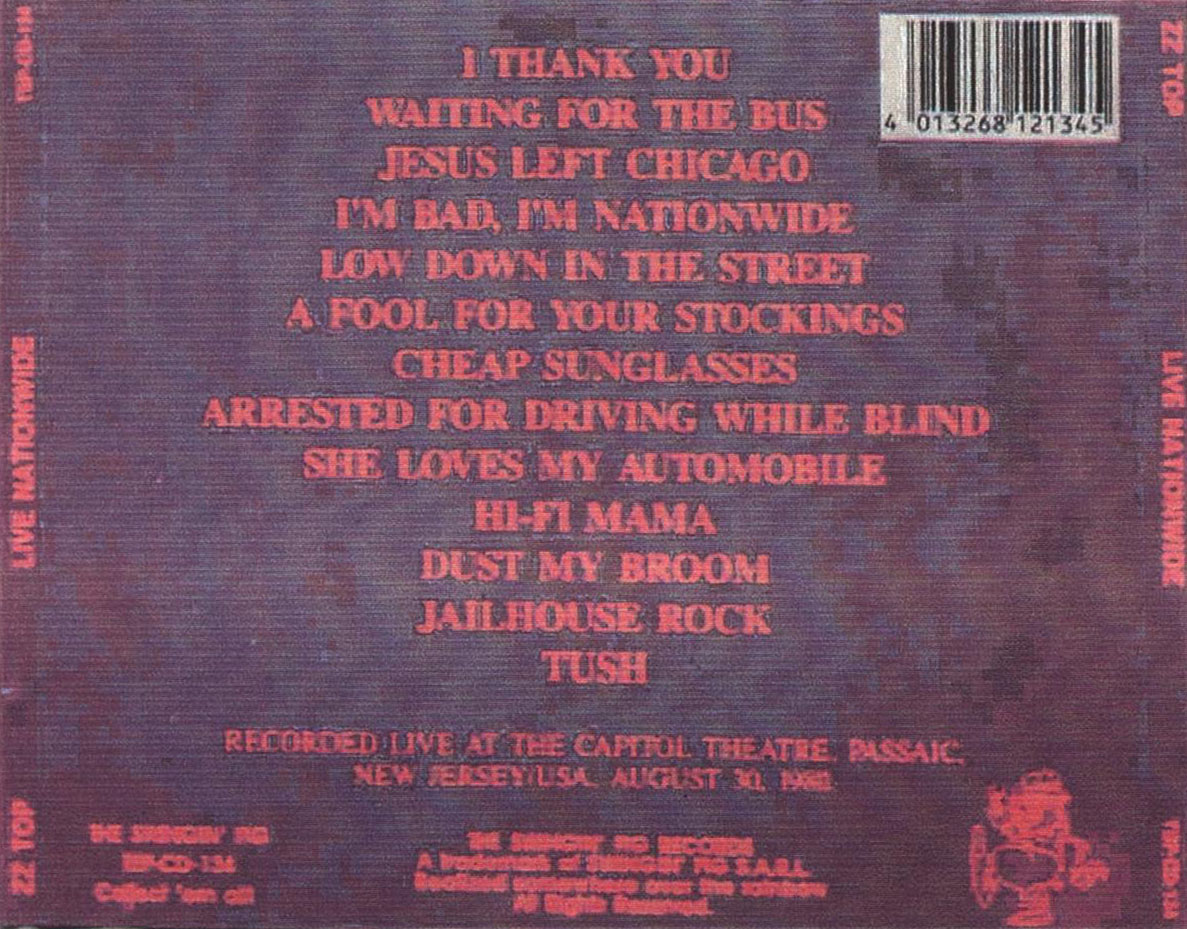 I THANK YOU
WAITING FOR THE BUS
JESUS LEFT CHICAGO
I'M BAD, I'M NATIONWIDE
LOW DOWN IN THE STREET
A FOOL FOR YOUR STOCKINGS
CHEAP SUNGLASSES
ARRESTED FOR DRIVING WHILE BLIND
SHE LOVES MY AUTOMOBILE
HI-FI MAMA
DUST MY BROOM
JAILHOUSE ROCK
TUSH
RECORDED LIVE AT THE CAPITOL THEATRE, PASSAIC,
NEW JERSEY/USA, AUGUST 30, 1980.
4 013268 121345
ZZ TOP
LIVE NATIONWIDE
ZZ TOP
LIVE NATIONWIDE
THE SWINGIN' PIG
Collect 'em all
THE SWINGIN' PIG RECORDS
A trademark of SWINGIN' PIG S.A.R.L.
All Rights Reserved.